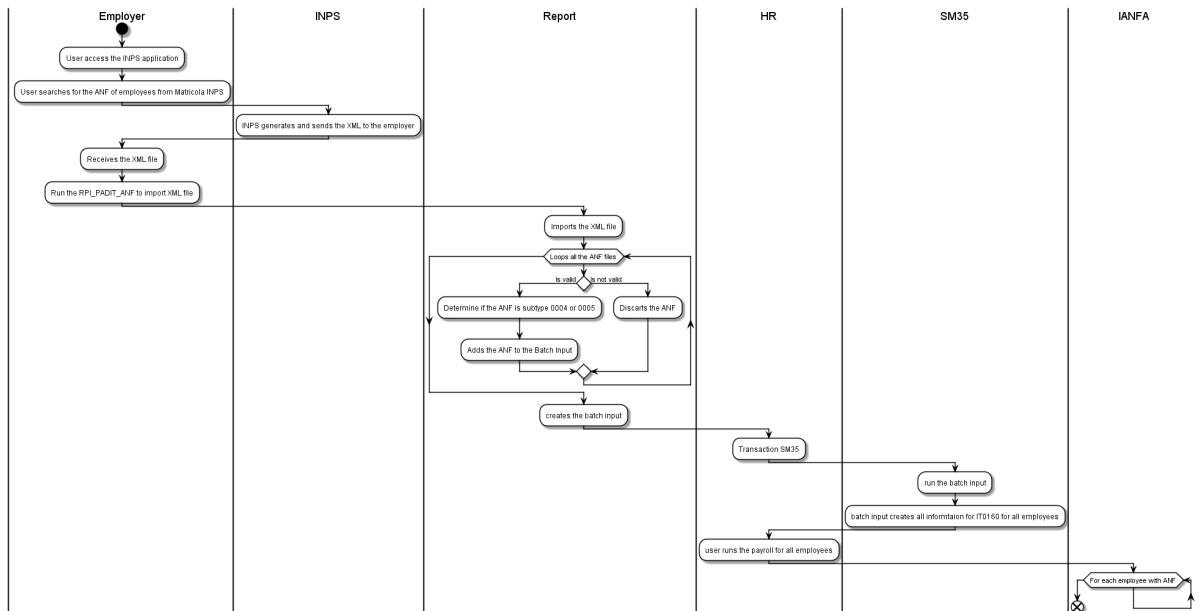 Employer
INPS
Report
HR
SM35
IANFA
User access the INPS application
User searches for the ANF of employees from Matricola INPS
INPS generates and sends the XML to the employer
Receives the XML file
Run the RPI_PADIT_ANF to import XML file
Imports the XML file
Loops all the ANF files
Is valid
Is not valid
Determine if the ANF is subtype 0004 or 0005
Discarts the ANF
Adds the ANF to the Batch Input
creates the batch input
Transaction SM35
run the batch input
batch input creates all informtaion for IT0160 for all employees
user runs the payroll for all employees
For each employee with ANF